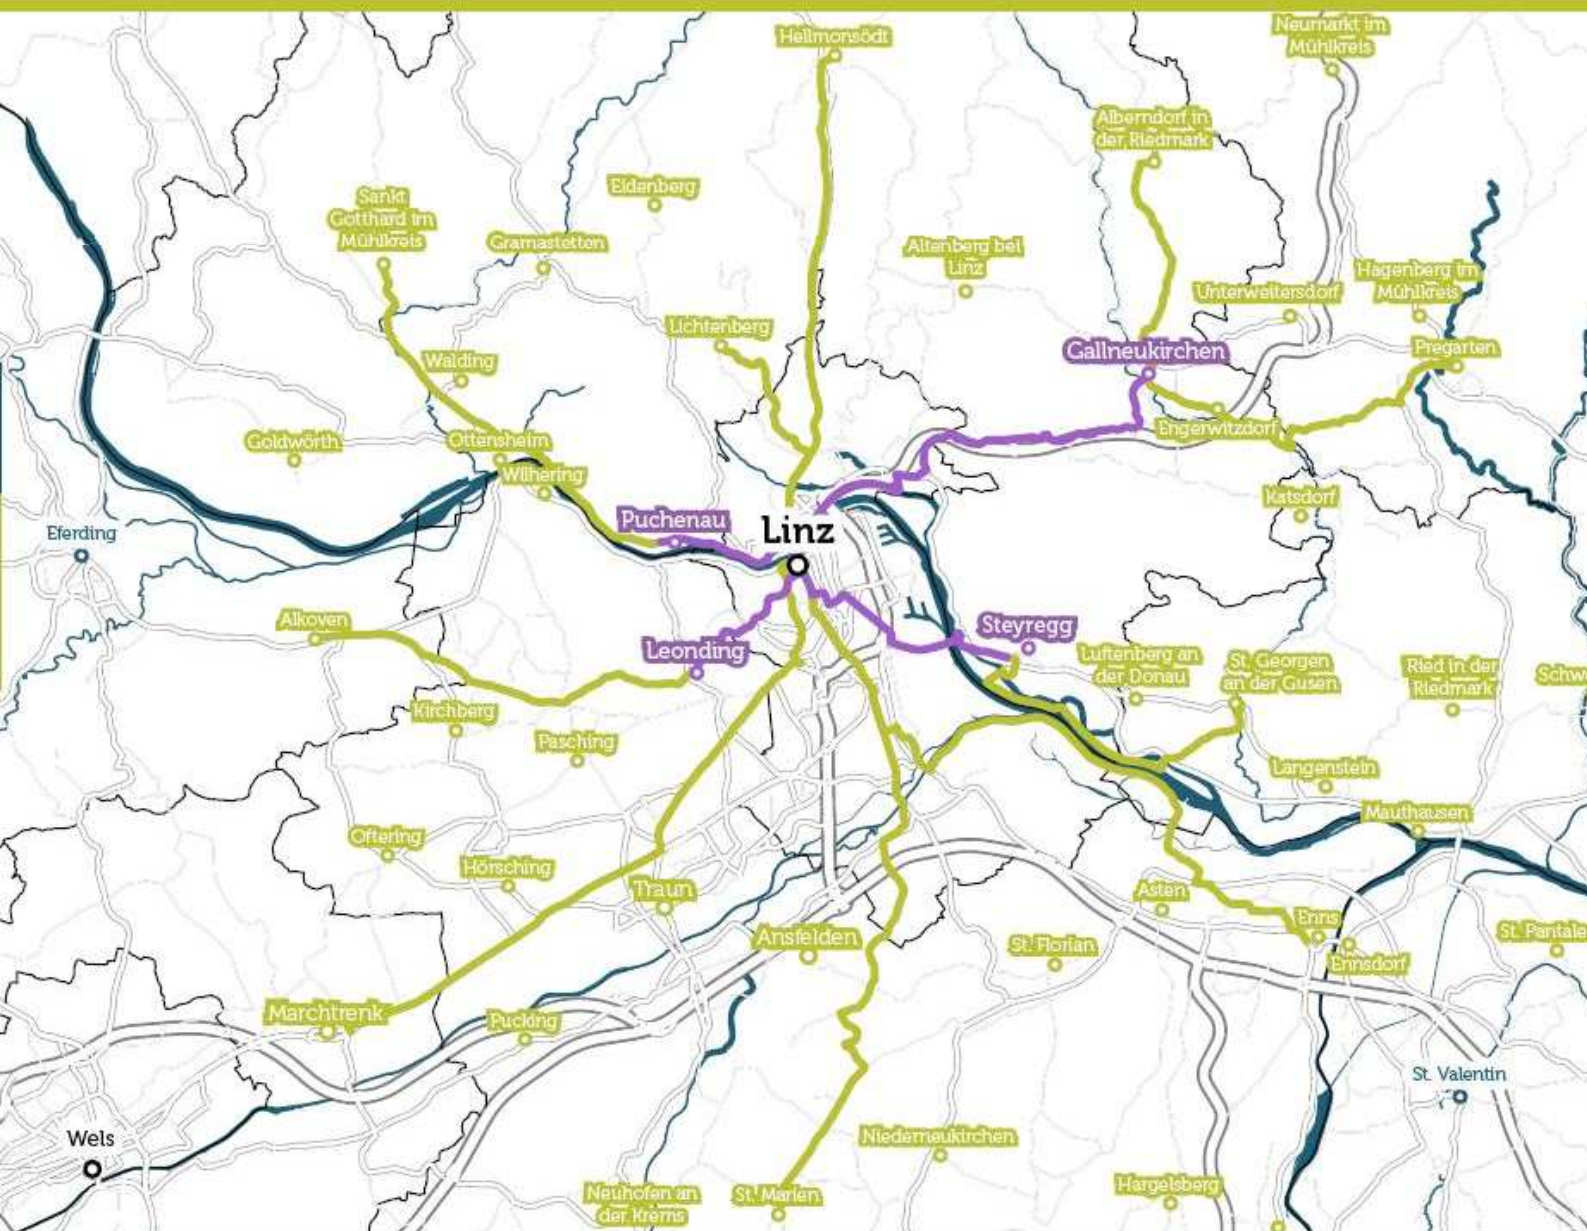 Hellmonsödt
Neumarkt im
Mühlkreis
Alberndorf in
der Riedmark
Eidenberg
Sankt
Gotthard im
Mühlkreis
Gramastetten
Altenberg bei
Linz
Hagenberg im
Mühlkreis
Unterweitersdorf
Lichtenberg
Gallneukirchen
Pregarten
Walding
Engerwitzdorf
Goldwörth
Ottensheim
Wilhering
Katsdorf
Puchenau
Linz
Eferding
Alkoven
Steyregg
Leonding
Luftenberg an
der Donau
St. Georgen
an der Gusen
Ried in der
Riedmark
Schw
Kirchberg
Pasching
Langenstein
Mauthausen
Oftering
Hörsching
Traun
Asten
Enns
St. Pantale
Ansfelden
St. Florian
Ennsdorf
Marchtrenk
Pucking
St. Valentin
Wels
Niederneukirchen
Neuhofen an
der Krems
St. Marien
Hargelsberg